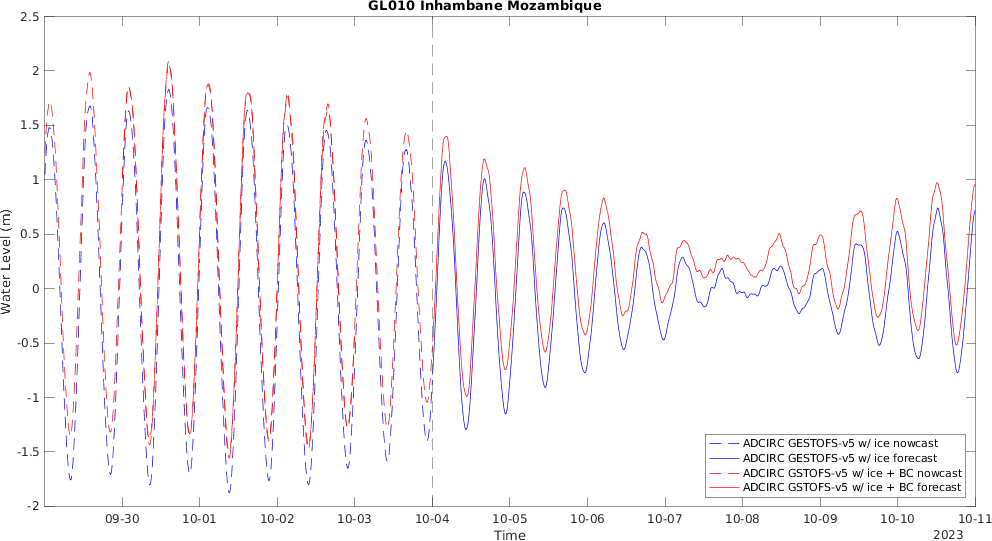 GL010 Inhambane Mozambique
2.5
2
1.5
1
0.5
0
-0.5
-1
-1.5
-2
Water Level (m)
ADCIRC GESTOFS-v5 w/ ice nowcast
ADCIRC GESTOFS-v5 w/ ice forecast
ADCIRC GSTOFS-v5 w/ ice + BC nowcast
ADCIRC GSTOFS-v5 w/ ice + BC forecast
09-30 10-01 10-02 10-03 10-04 10-05 10-06 10-07 10-08 10-09 10-10 10-11
Time
2023